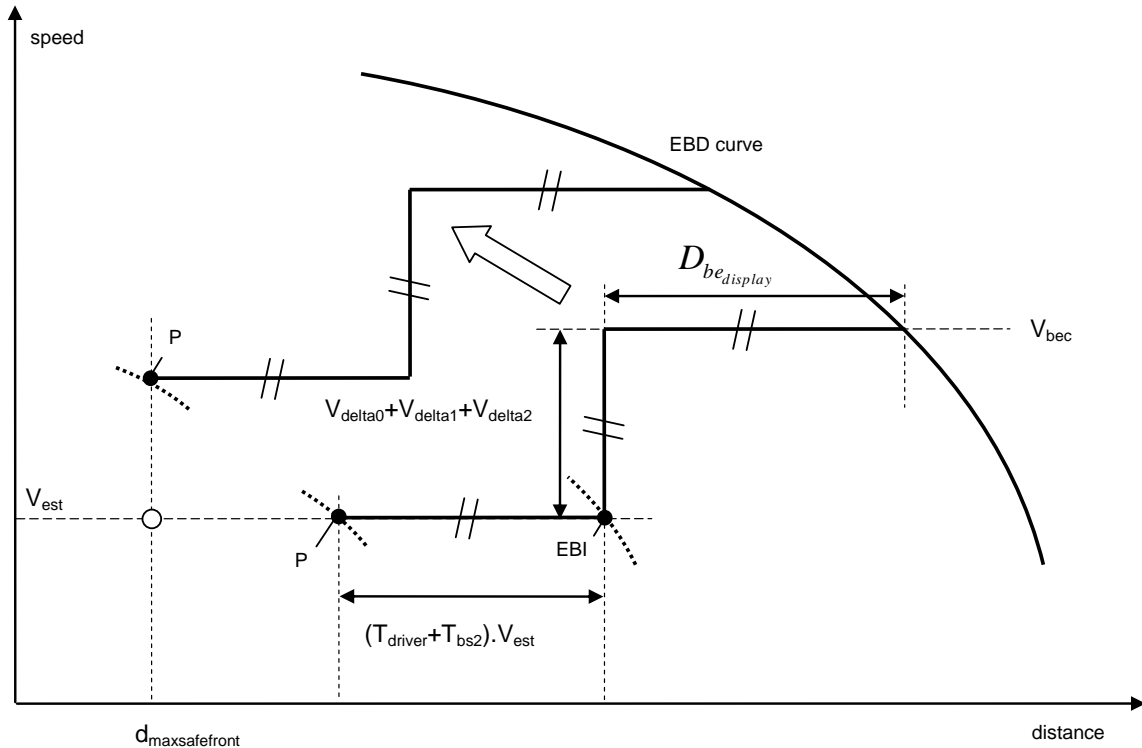 speed
EBD curve
D_be_display
V_bec
P
V_delta0+V_delta1+V_delta2
V_est
EBI
P
(T_driver+T_bs2).V_est
d_maxsafefront
distance